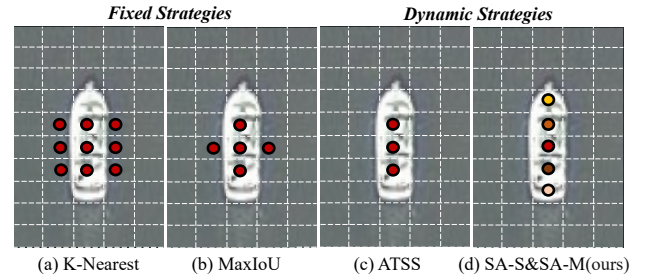 Fixed Strategies
Dynamic Strategies
(a) K-Nearest
(b) MaxIoU
(c) ATSS
(d) SA-S&SA-M(ours)